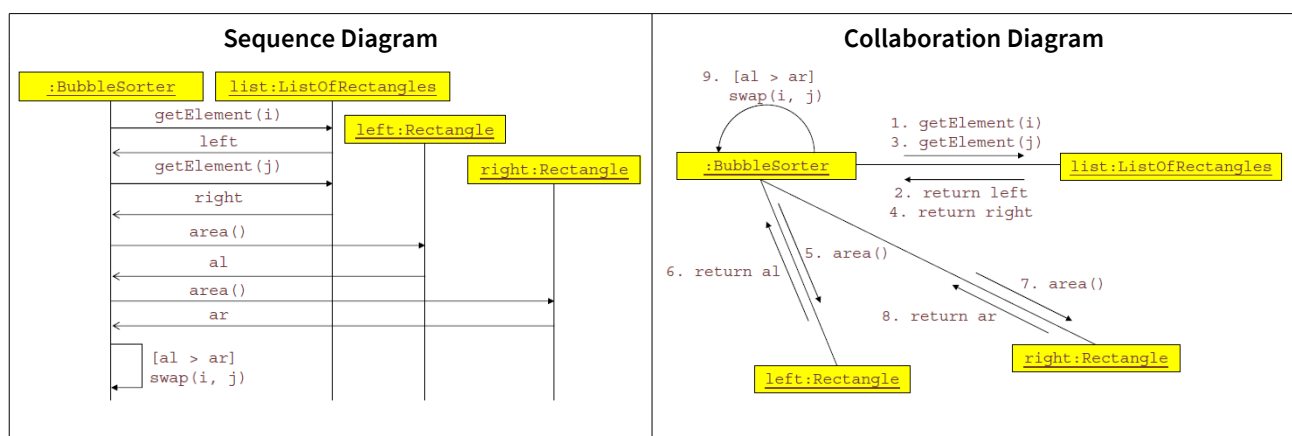 Sequence Diagram
:BubbleSorter
list:ListOfRectangles
getElement(i)
left:Rectangle
left
getElement(j)
right:Rectangle
right
area()
al
area()
ar
[al > ar]
swap(i, j)
Collaboration Diagram
9. [al > ar]
swap(i, j)
1. getElement(i)
3. getElement(j)
:BubbleSorter
list:ListOfRectangles
2. return left
4. return right
5. area()
6. return al
7. area()
8. return ar
right:Rectangle
left:Rectangle